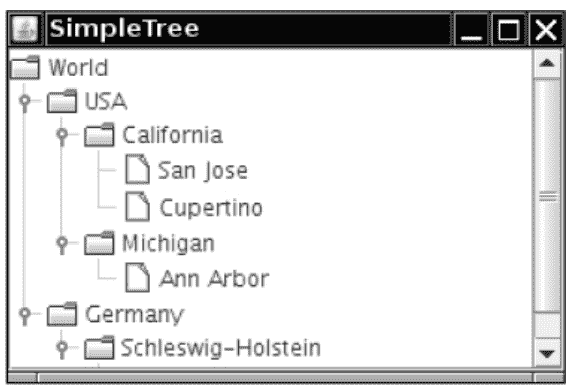 SimpleTree
World
USA
California
San Jose
Cupertino
Michigan
Ann Arbor
Germany
Schleswig-Holstein